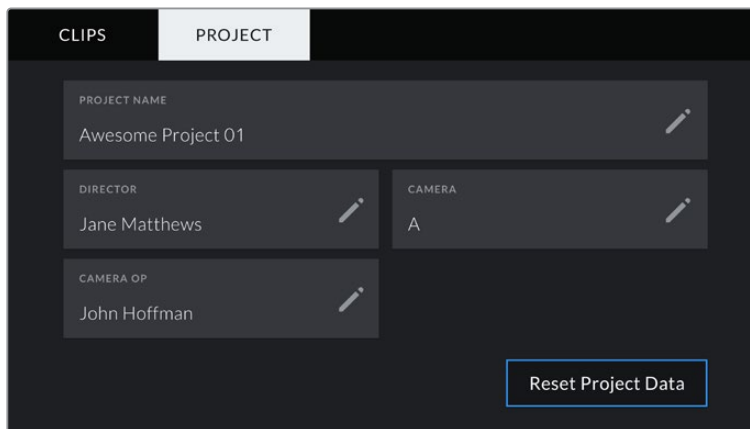 CLIPS PROJECT
PROJECT NAME
Awesome Project 01
DIRECTOR
Jane Matthews
CAMERA
A
CAMERA OP
John Hoffman
Reset Project Data